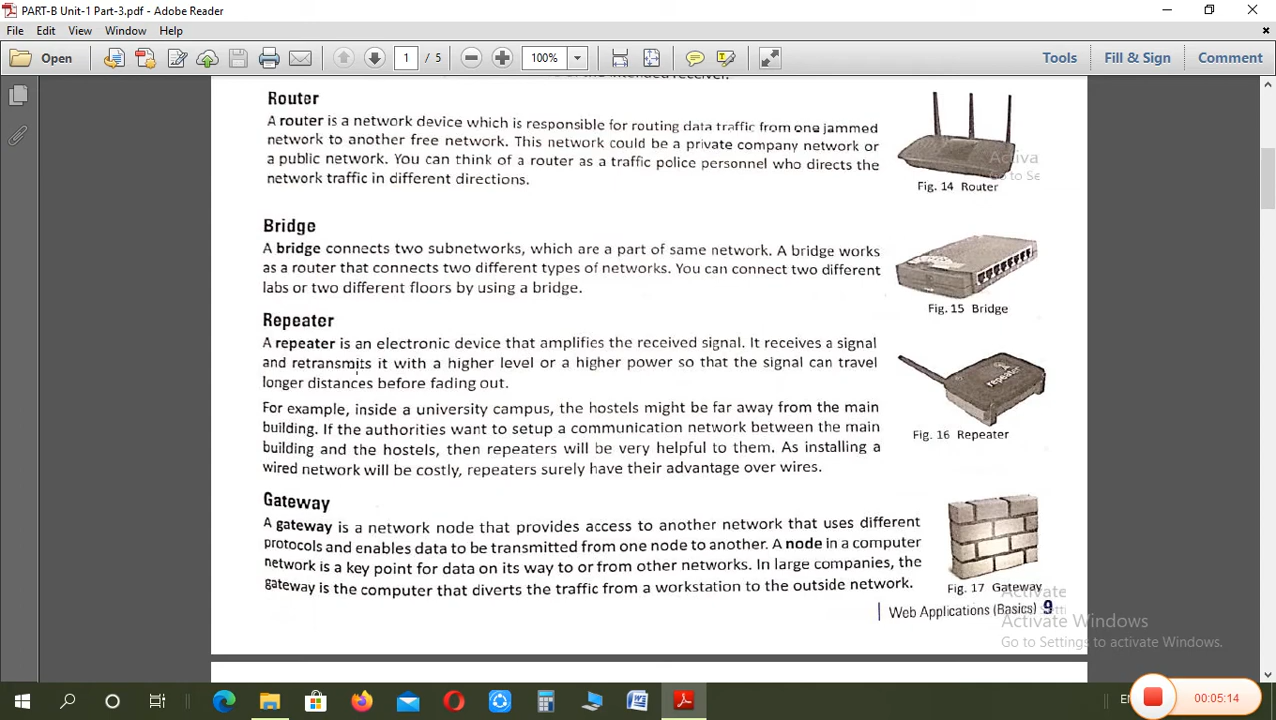 PART-B Unit-1 Part-3.pdf - Adobe Reader
File Edit View Window Help
Open 1 / 5 100% Tools Fill & Sign Comment
of the intended receiver.
Router
A router is a network device which is responsible for routing data traffic from one jammed
network to another free network. This network could be a private company network or
a public network. You can think of a router as a traffic police personnel who directs the
network traffic in different directions.
Activa
Go to Se
Fig. 14 Router
Bridge
A bridge connects two subnetworks, which are a part of same network. A bridge works
as a router that connects two different types of networks. You can connect two different
labs or two different floors by using a bridge.
Fig. 15 Bridge
Repeater
A repeater is an electronic device that amplifies the received signal. It receives a signal
and retransmits it with a higher level or a higher power so that the signal can travel
longer distances before fading out.
repeater
Fig. 16 Repeater
For example, inside a university campus, the hostels might be far away from the main
building. If the authorities want to setup a communication network between the main
building and the hostels, then repeaters will be very helpful to them. As installing a
wired network will be costly, repeaters surely have their advantage over wires.
Gateway
A gateway is a network node that provides access to another network that uses different
protocols and enables data to be transmitted from one node to another. A node in a computer
network is a key point for data on its way to or from other networks. In large companies, the
gateway is the computer that diverts the traffic from a workstation to the outside network.
Fig. 17 Gateway
Activate
Web Applications (Basics) 9
Activate Windows
Go to Settings to activate Windows.
EN
00:05:14